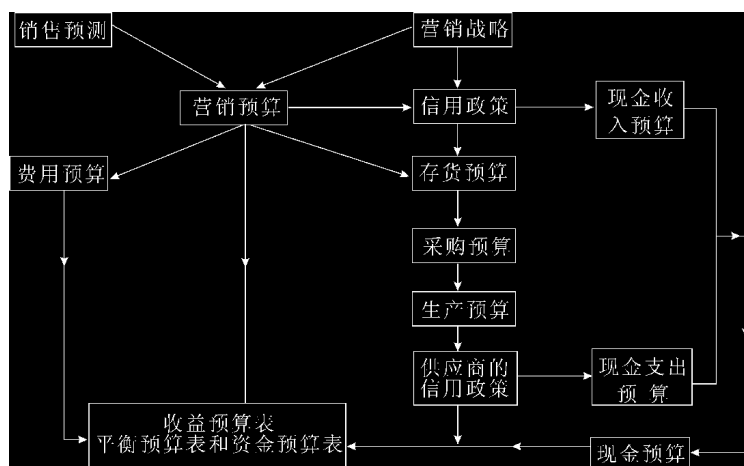 销售预测
营销战略
营销预算
信用政策
现金收
入预算
费用预算
存货预算
采购预算
生产预算
供应商的
信用政策
现金支出
预算
收益预算表
平衡预算表和资金预算表
现金预算